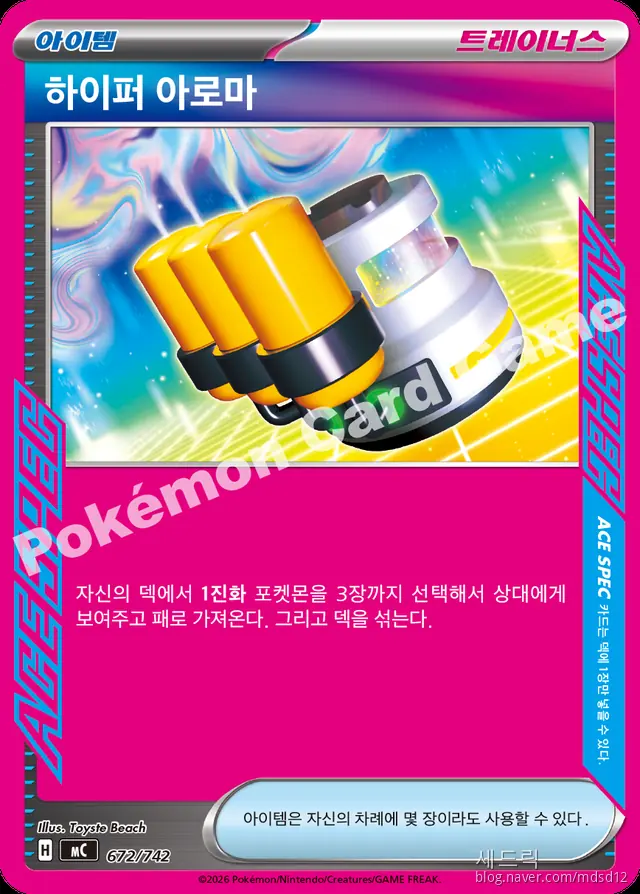 아이템
트레이너스
하이퍼 아로마
Pokémon Card Game
ACE SPEC
ACE SPEC
자신의 덱에서 1진화 포켓몬을 3장까지 선택해서 상대에게
보여주고 패로 가져온다. 그리고 덱을 섞는다.
ACE SPEC 카드는 덱에 1장만 넣을 수 있다.
아이템은 자신의 차례에 몇 장이라도 사용할 수 있다.
Illus. Toyste Beach
H mC 672/742
©2026 Pokémon/Nintendo/Creatures/GAME FREAK.
세드릭
blog.naver.com/mdsd12